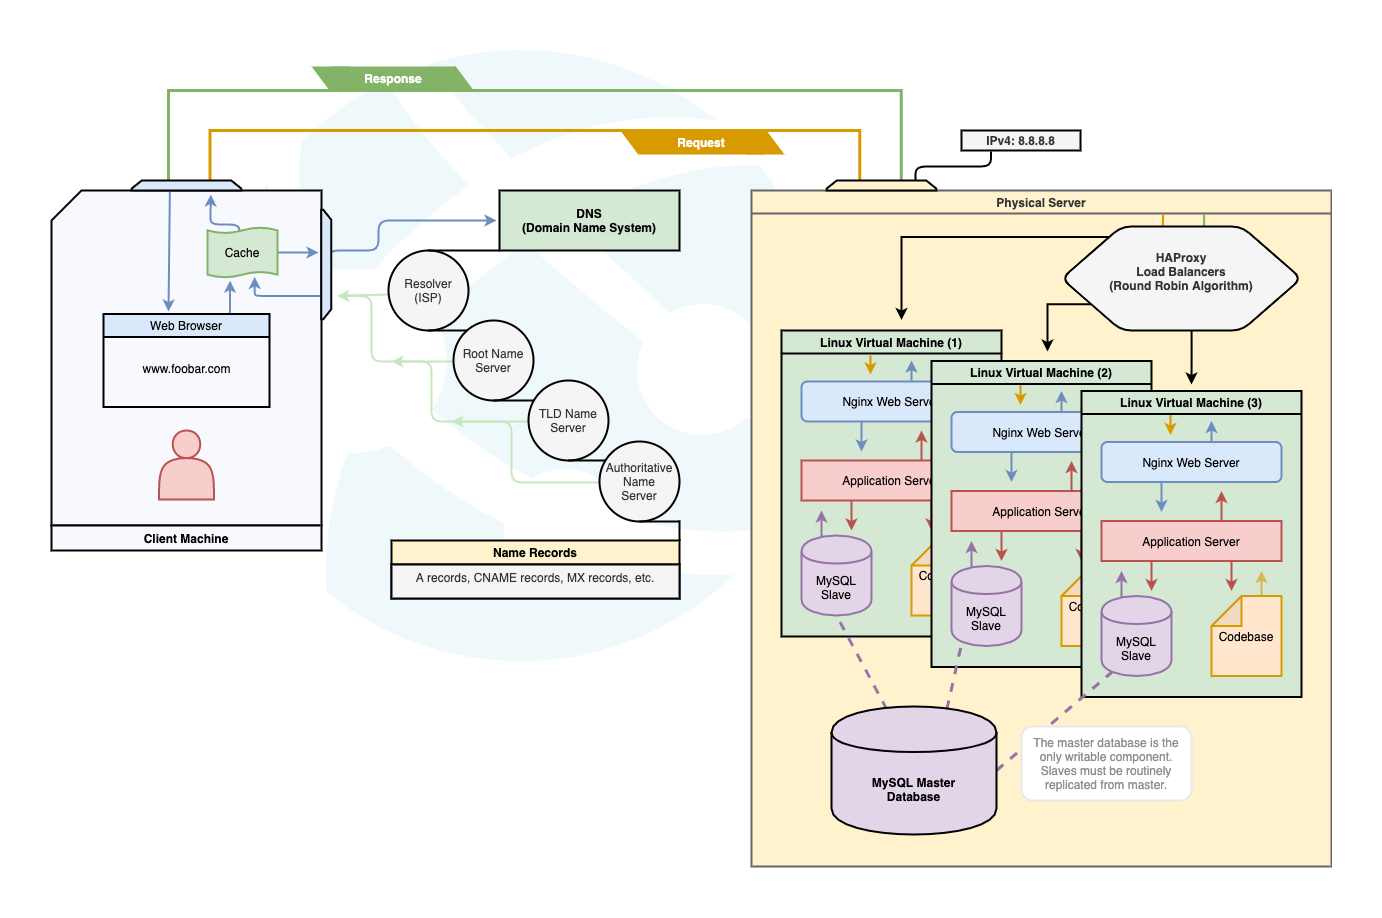 Response
Request
IPv4: 8.8.8.8
Physical Server
DNS
(Domain Name System)
HAProxy
Load Balancers
(Round Robin Algorithm)
Cache
Resolver
(ISP)
Web Browser
www.foobar.com
Root Name
Server
TLD Name
Server
Authoritative
Name
Server
Client Machine
Name Records
A records, CNAME records, MX records, etc.
Linux Virtual Machine (1)
Nginx Web Serve
Application Serve
MySQL
Slave
Co
Linux Virtual Machine (2)
Nginx Web Serve
Application Serve
MySQL
Slave
Co
Linux Virtual Machine (3)
Nginx Web Server
Application Server
MySQL
Slave
Codebase
MySQL Master
Database
The master database is the
only writable component.
Slaves must be routinely
replicated from master.